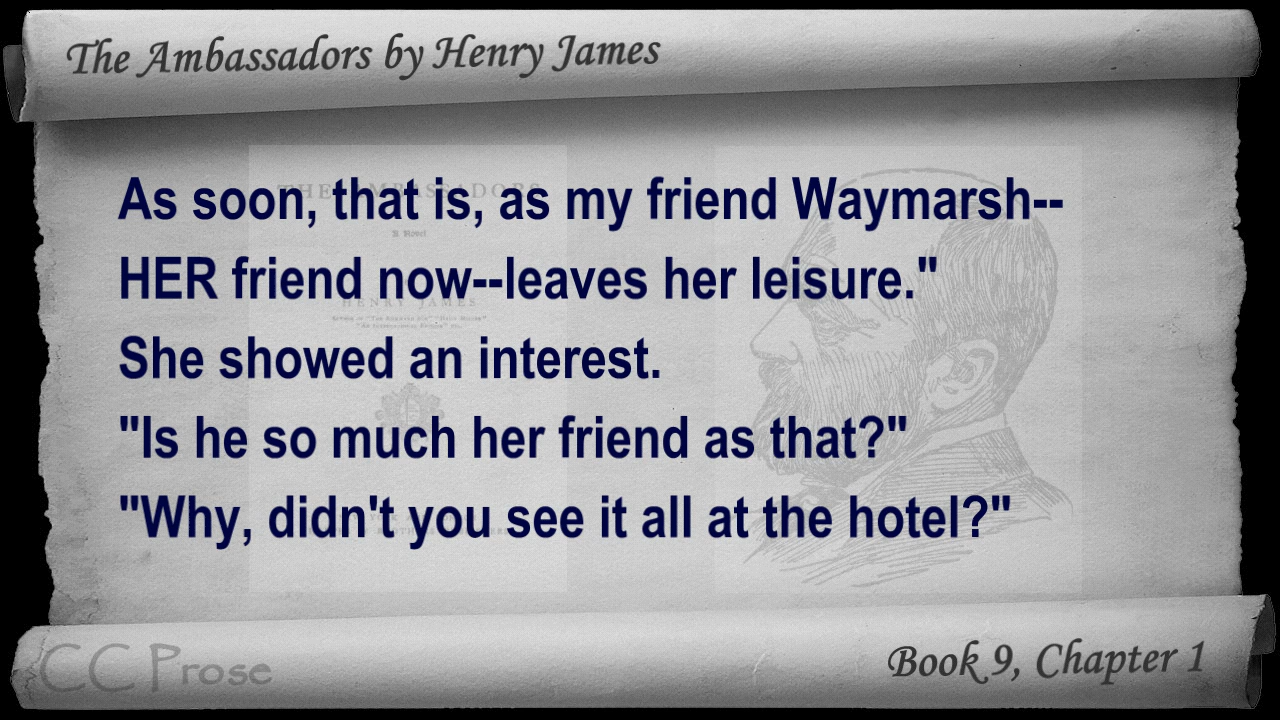 The Ambassadors by Henry James
As soon, that is, as my friend Waymarsh--
HER friend now--leaves her leisure."
She showed an interest.
"Is he so much her friend as that?"
"Why, didn't you see it all at the hotel?"
CC Prose
Book 9, Chapter 1